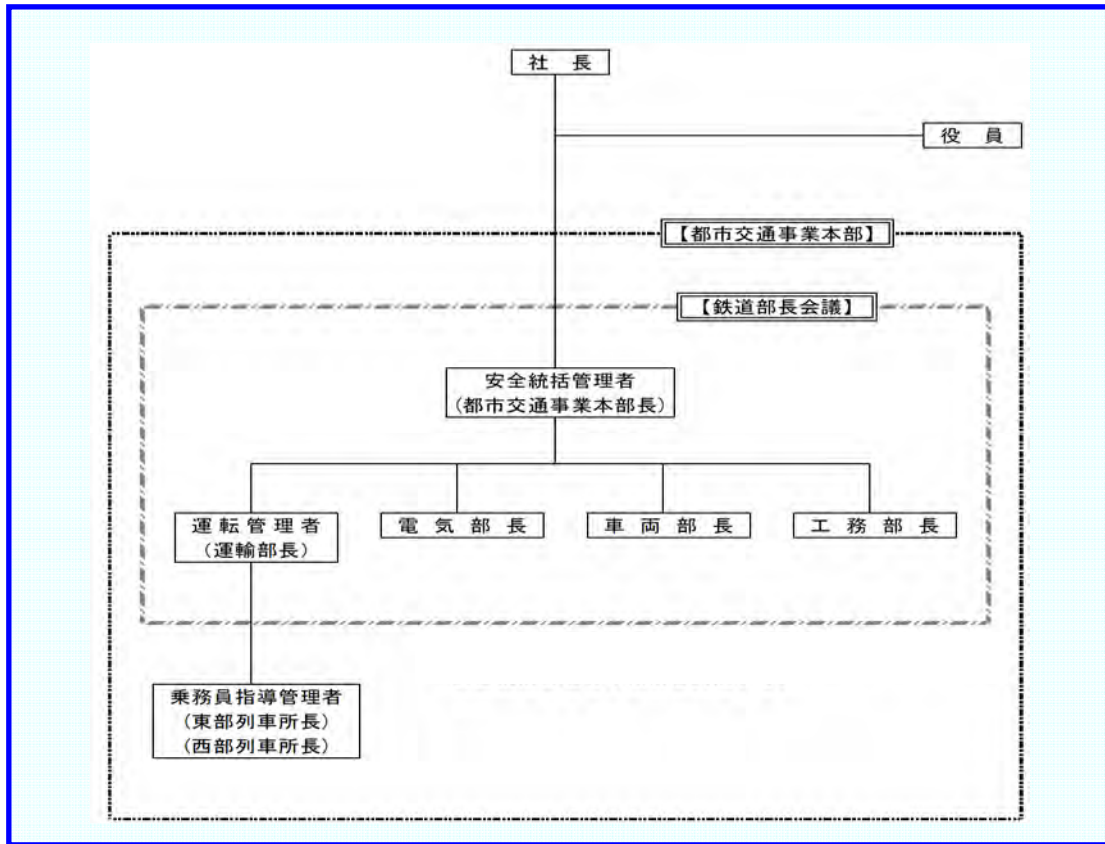 社 長
役 員
【都市交通事業本部】
【鉄道部長会議】
安全統括管理者
(都市交通事業本部長)
運転管理者
(運輸部長)
電気部長
車両部長
工務部長
乗務員指導管理者
(東部列車所長)
(西部列車所長)